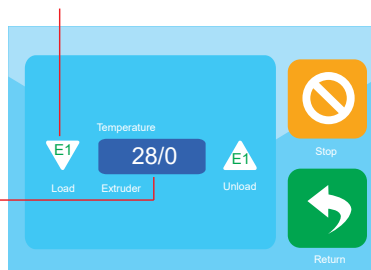 Temperature
E1
28/0
E1
Load
Extruder
Unload
Stop
Return